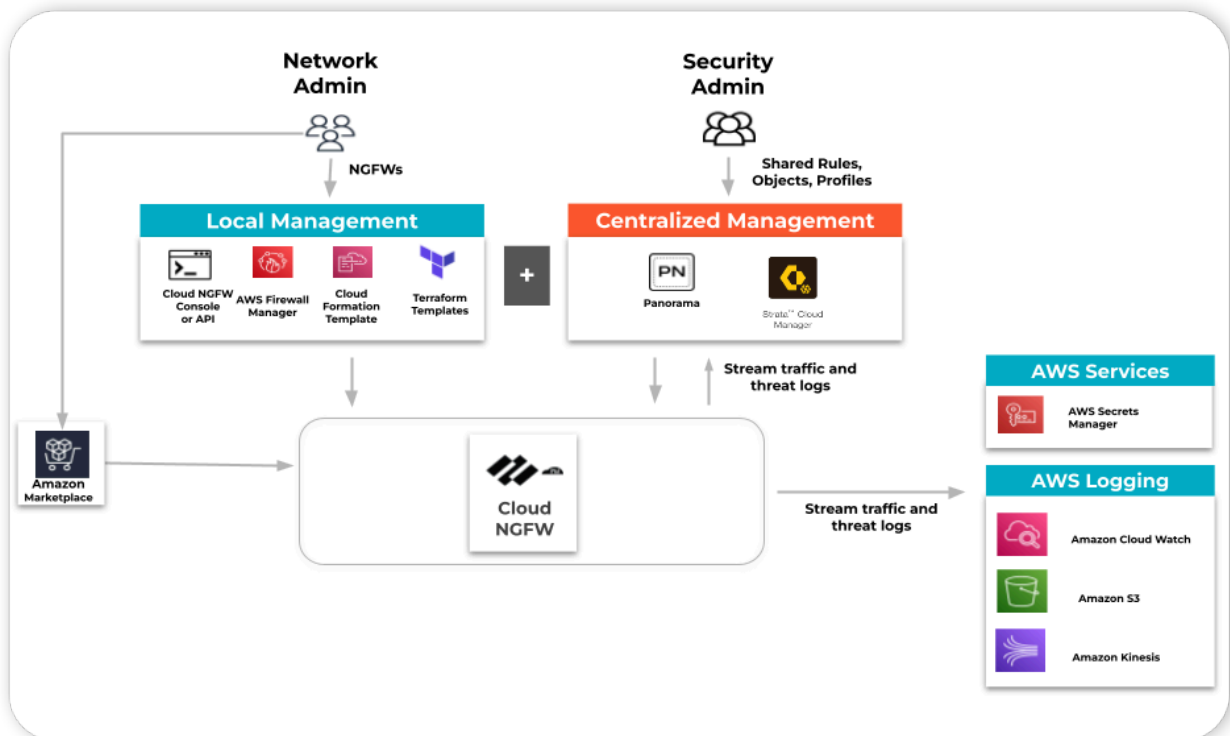 Network
Admin
Security
Admin
NGFWs
Shared Rules,
Objects, Profiles
Local Management
Cloud NGFW
Console
or API
AWS Firewall
Manager
Cloud
Formation
Template
Terraform
Templates
+
Centralized Management
PN
Panorama
Strata™ Cloud
Manager
Stream traffic and
threat logs
AWS Services
AWS Secrets
Manager
Amazon
Marketplace
Cloud
NGFW
Stream traffic and
threat logs
AWS Logging
Amazon Cloud Watch
Amazon S3
Amazon Kinesis